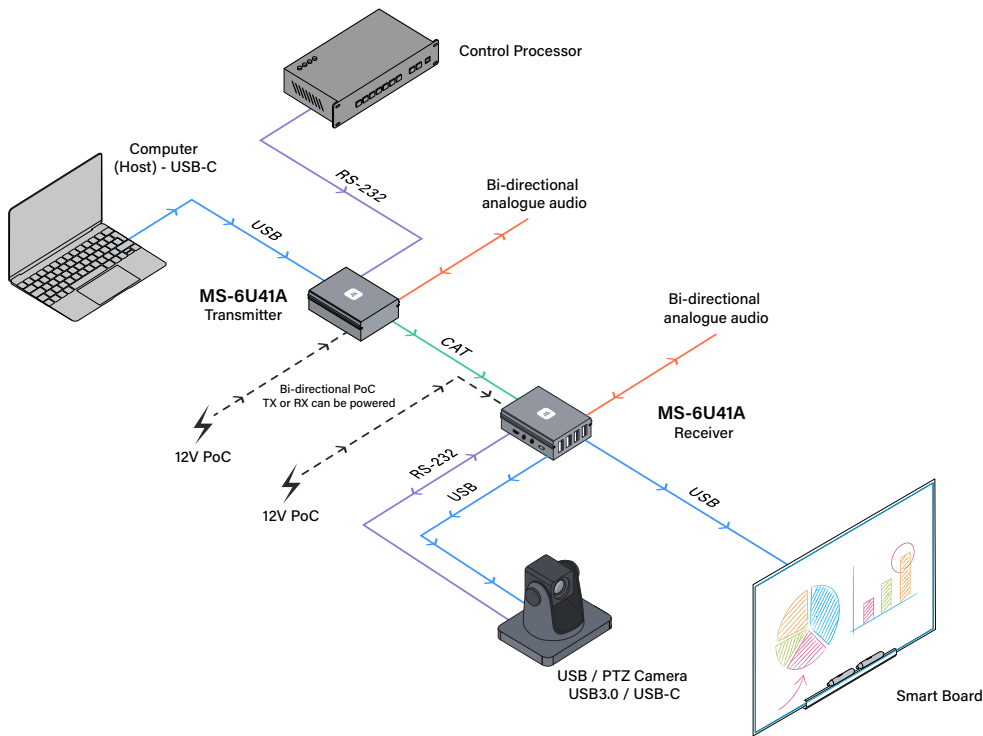 Control Processor
Computer
(Host) - USB-C
RS-232
Bi-directional
analogue audio
USB
MS-6U41A
Transmitter
Bi-directional
analogue audio
CAT
Bi-directional PoC
TX or RX can be powered
MS-6U41A
Receiver
12V PoC
RS-232
USB
USB
12V PoC
USB / PTZ Camera
USB3.0 / USB-C
Smart Board